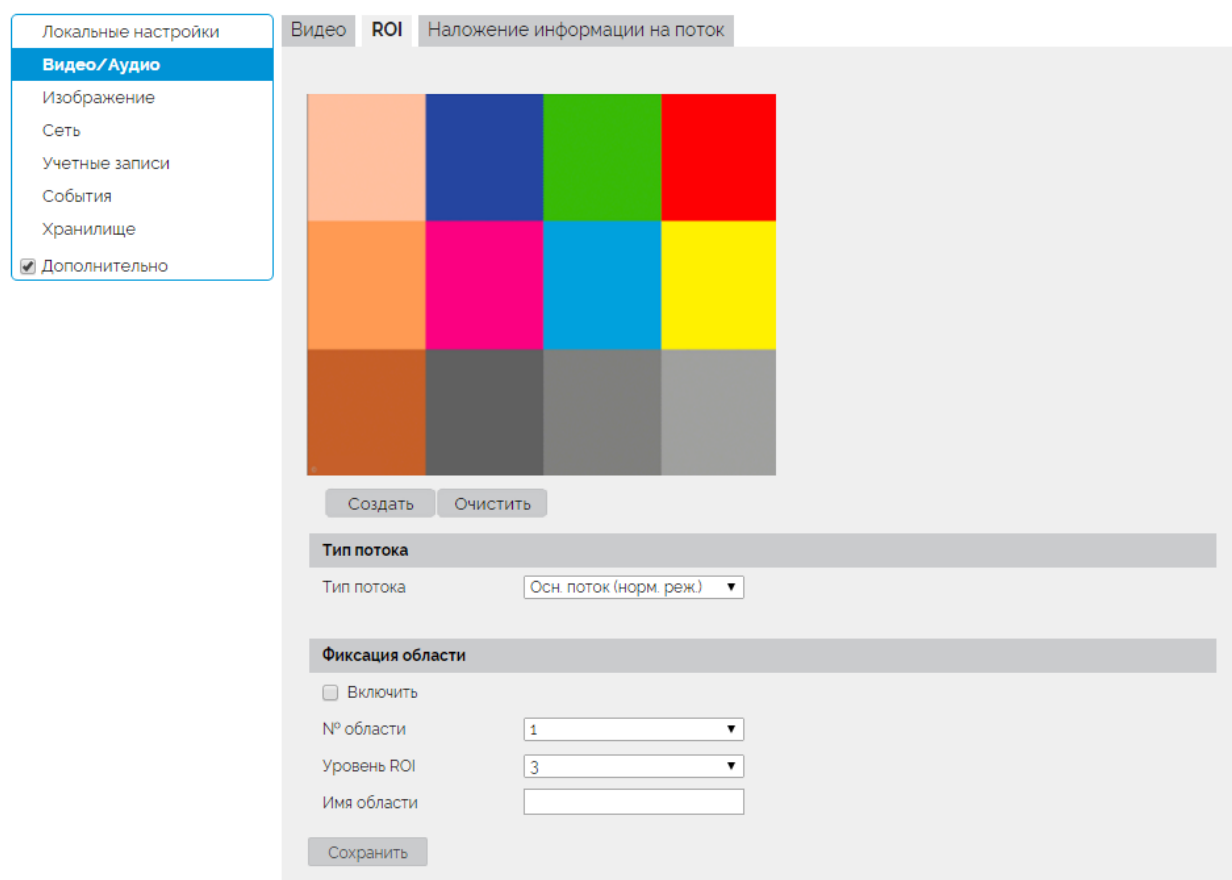 Локальные настройки
Видео/Аудио
Изображение
Сеть
Учетные записи
События
Хранилище
Дополнительно
Видео ROI Наложение информации на поток
Создать Очистить
Тип потока
Тип потока Осн. поток (норм. реж.)
Фиксация области
Включить
Nº области 1
Уровень ROI 3
Имя области
Сохранить